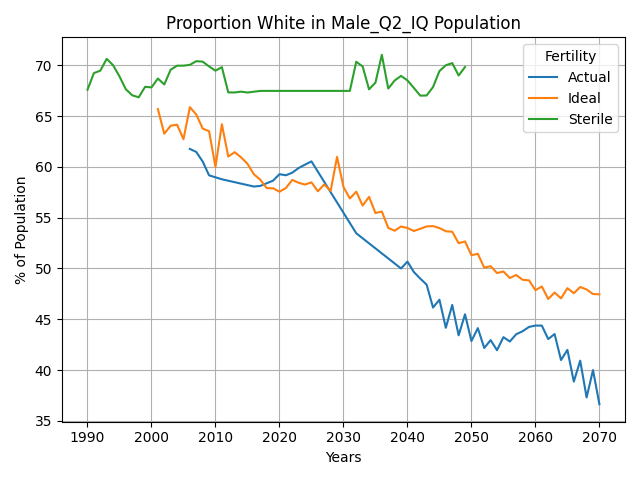 Proportion White in Male_Q2_IQ Population
% of Population
70
65
60
55
50
45
40
35
1990 2000 2010 2020 2030 2040 2050 2060 2070
Years
Fertility
Actual
Ideal
Sterile